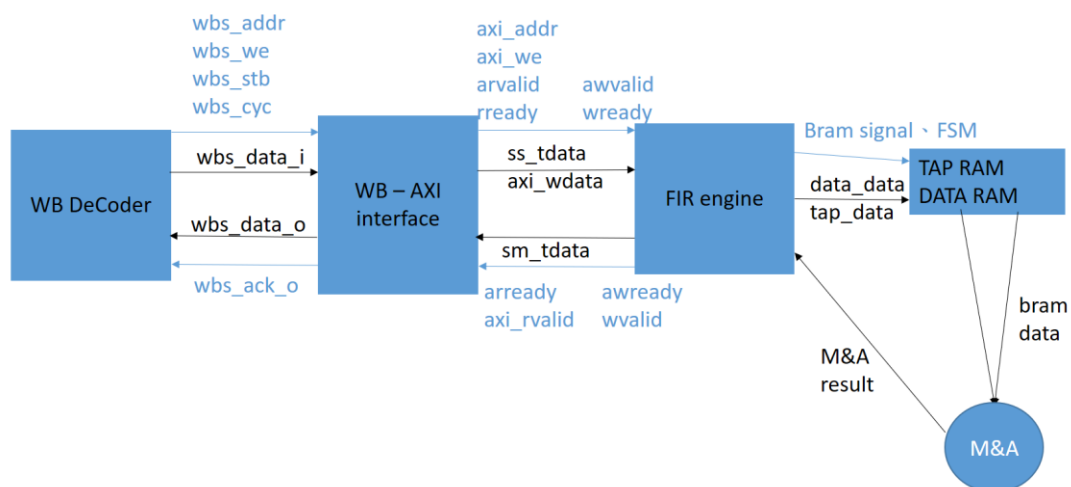 wbs_addr
wbs_we
wbs_stb
wbs_cyc
axi_addr
axi_we
arvalid awvalid
rready wready
WB DeCoder
wbs_data_i
wbs_data_o
wbs_ack_o
WB – AXI
interface
ss_tdata
axi_wdata
sm_tdata
arready awready
axi_rvalid wvalid
FIR engine
Bram signal、FSM
data_data
tap_data
TAP RAM
DATA RAM
bram
data
M&A
result
M&A